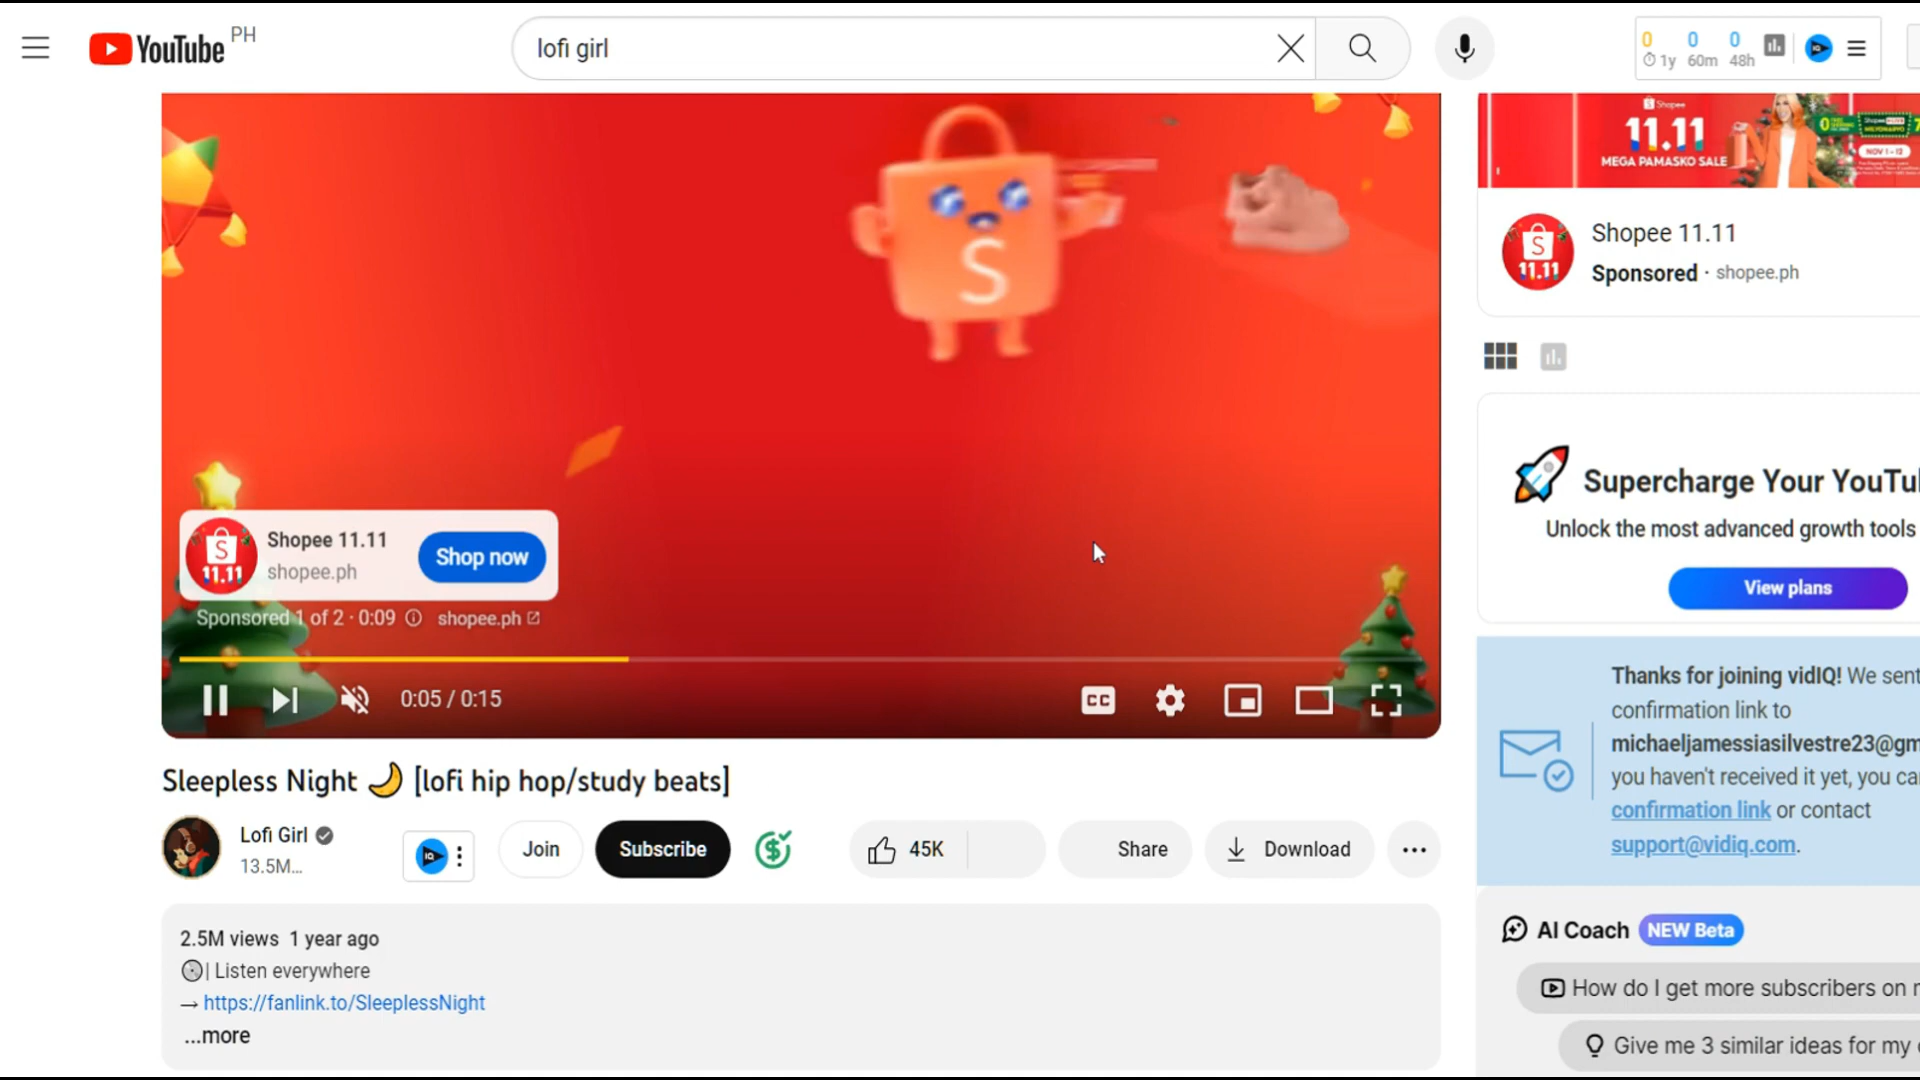 YouTube PH
lofi girl
0 0 0
1y 60m 48h
S
Shopee
11.11
MEGA PAMASKO SALE
NOV 1 - 12
Shopee 11.11
Sponsored · shopee.ph
S
11.11
Supercharge Your YouTu
Unlock the most advanced growth tools
View plans
Shopee 11.11
shopee.ph
Shop now
S
11.11
Sponsored 1 of 2 · 0:09 shopee.ph
0:05 / 0:15
CC
Thanks for joining vidIQ! We sent
confirmation link to
michaeljamessiasilvestre23@gm
you haven't received it yet, you ca
confirmation link or contact
support@vidiq.com.
Sleepless Night 🌙 [lofi hip hop/study beats]
Lofi Girl
13.5M...
Join
Subscribe
45K
Share
Download
2.5M views 1 year ago
| Listen everywhere
→ https://fanlink.to/SleeplessNight
...more
AI Coach NEW Beta
How do I get more subscribers on
Give me 3 similar ideas for my